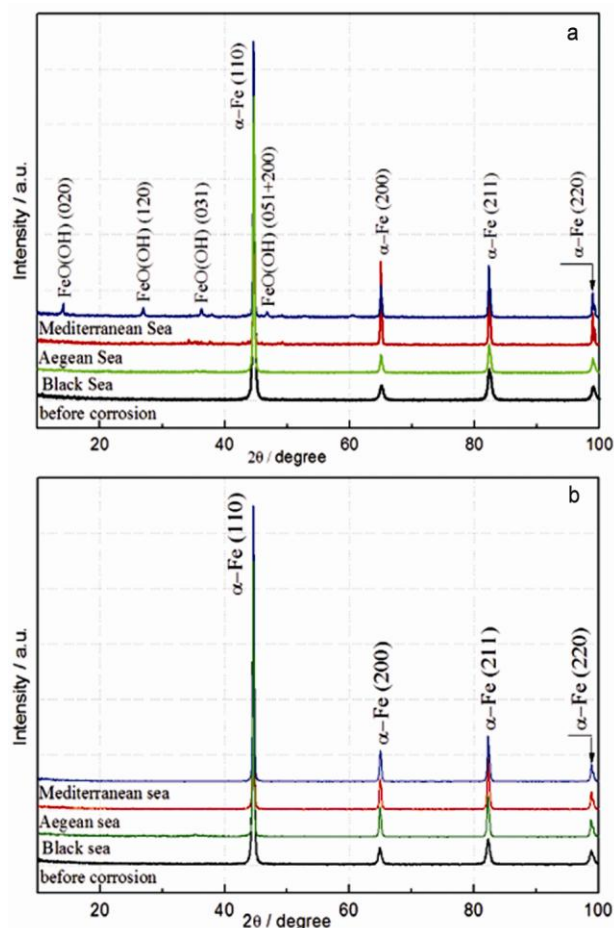 a
Intensity / a.u.
FeO(OH) (020)
FeO(OH) (120)
FeO(OH) (031)
α–Fe (110)
FeO(OH) (051+200)
α–Fe (200)
α–Fe (211)
α–Fe (220)
Mediterranean Sea
Aegean Sea
Black Sea
before corrosion
20 40 60 80 100
2θ / degree
b
Intensity / a.u.
α–Fe (110)
α–Fe (200)
α–Fe (211)
α–Fe (220)
Mediterranean sea
Aegean sea
Black sea
before corrosion
20 40 60 80 100
2θ / degree